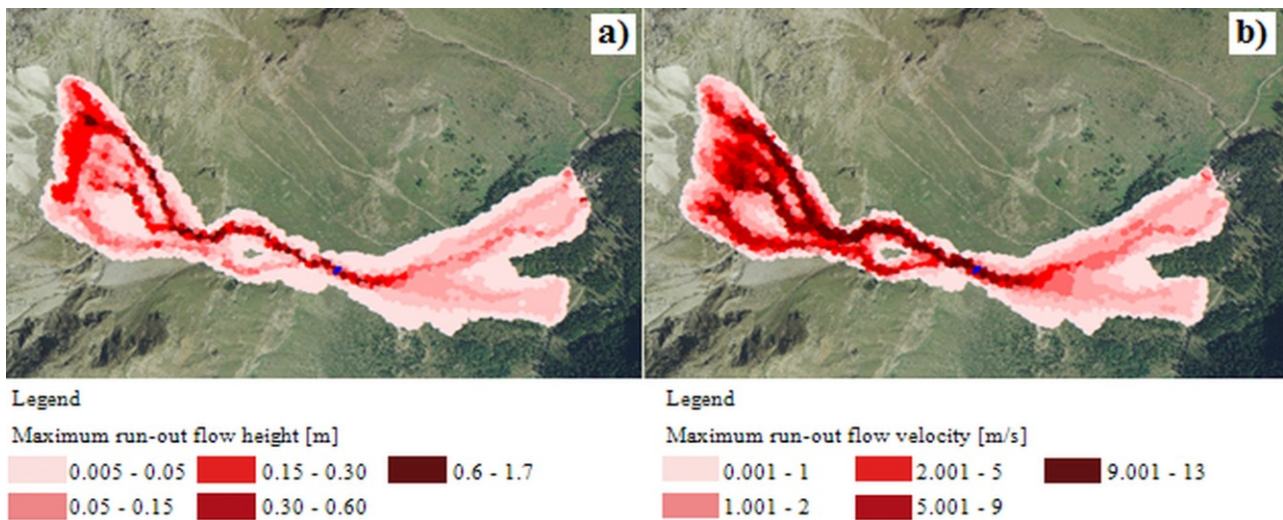 a)
b)
Legend
Maximum run-out flow height [m]
0.005 - 0.05 0.15 - 0.30 0.6 - 1.7
0.05 - 0.15 0.30 - 0.60
Legend
Maximum run-out flow velocity [m/s]
0.001 - 1 2.001 - 5 9.001 - 13
1.001 - 2 5.001 - 9